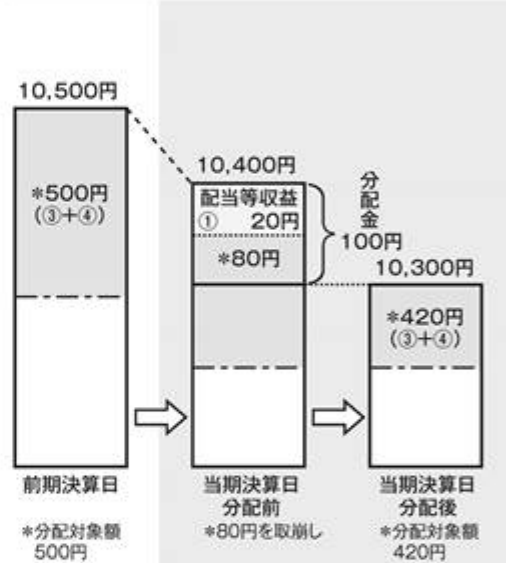 10,500円
*500円
(③+④)
前期決算日
*分配対象額
500円
10,400円
配当等収益
① 20円
*80円
分配金
100円
当期決算日
分配前
*80円を取崩し
10,300円
*420円
(③+④)
当期決算日
分配後
*分配対象額
420円